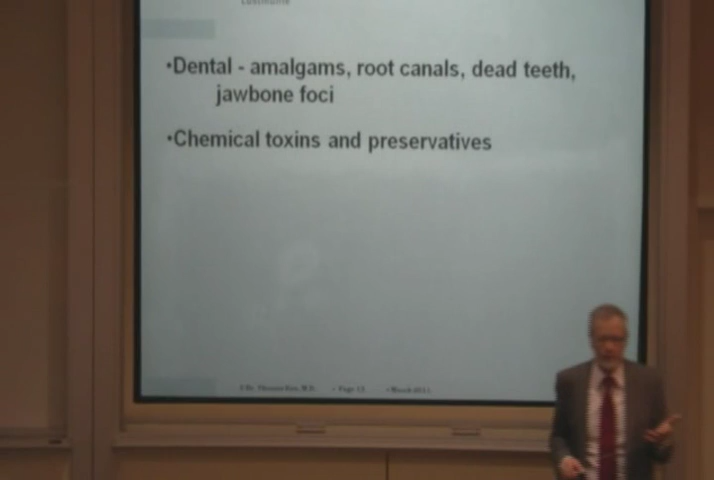 •Dental - amalgams, root canals, dead teeth,
jawbone foci
•Chemical toxins and preservatives